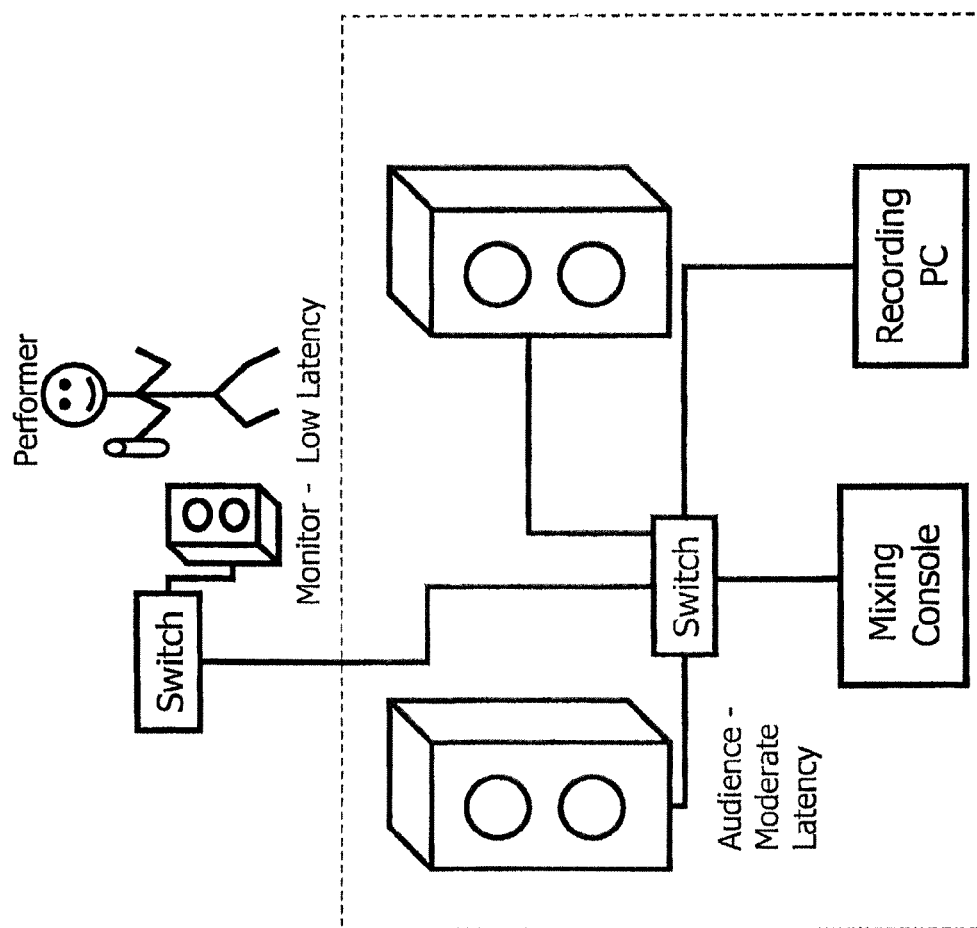 Performer
Switch
Monitor - Low Latency
Switch
Audience -
Moderate
Latency
Mixing
Console
Recording
PC